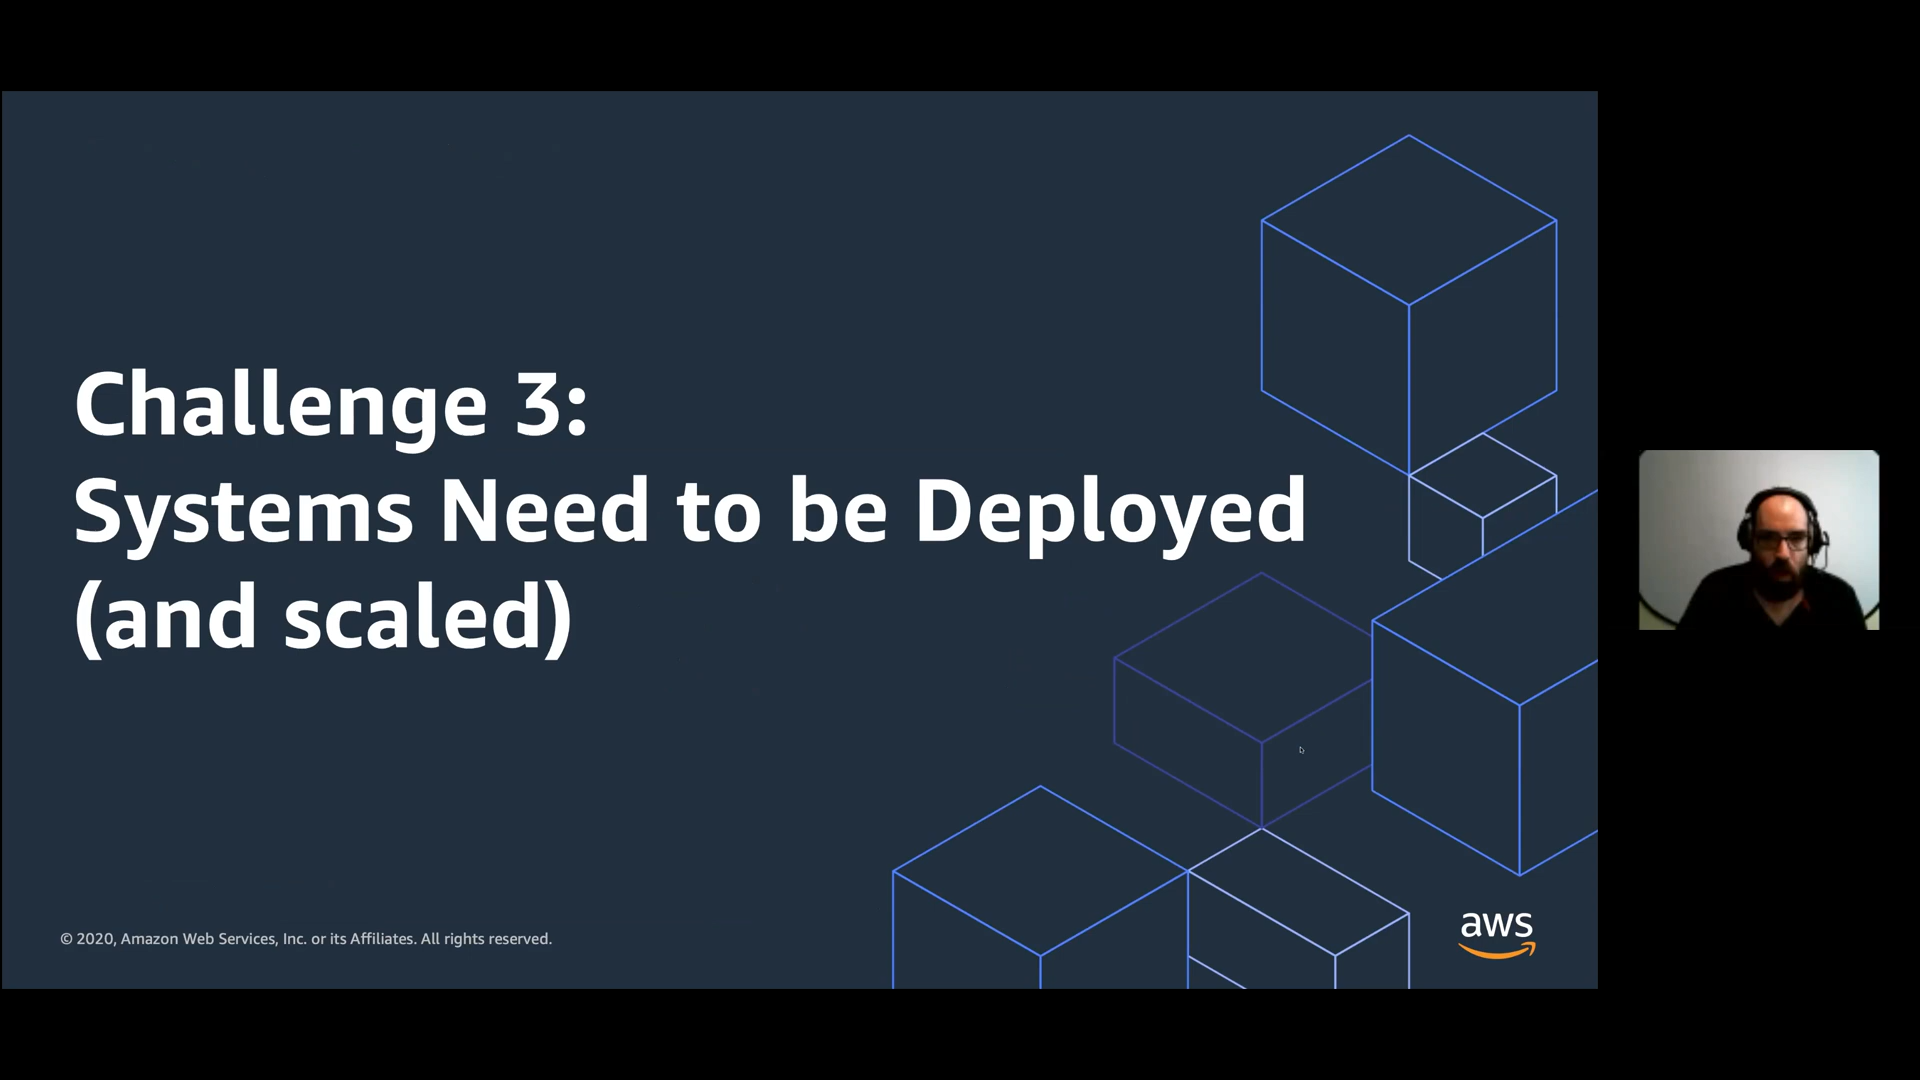 Challenge 3:
Systems Need to be Deployed
(and scaled)
© 2020, Amazon Web Services, Inc. or its Affiliates. All rights reserved.
aws